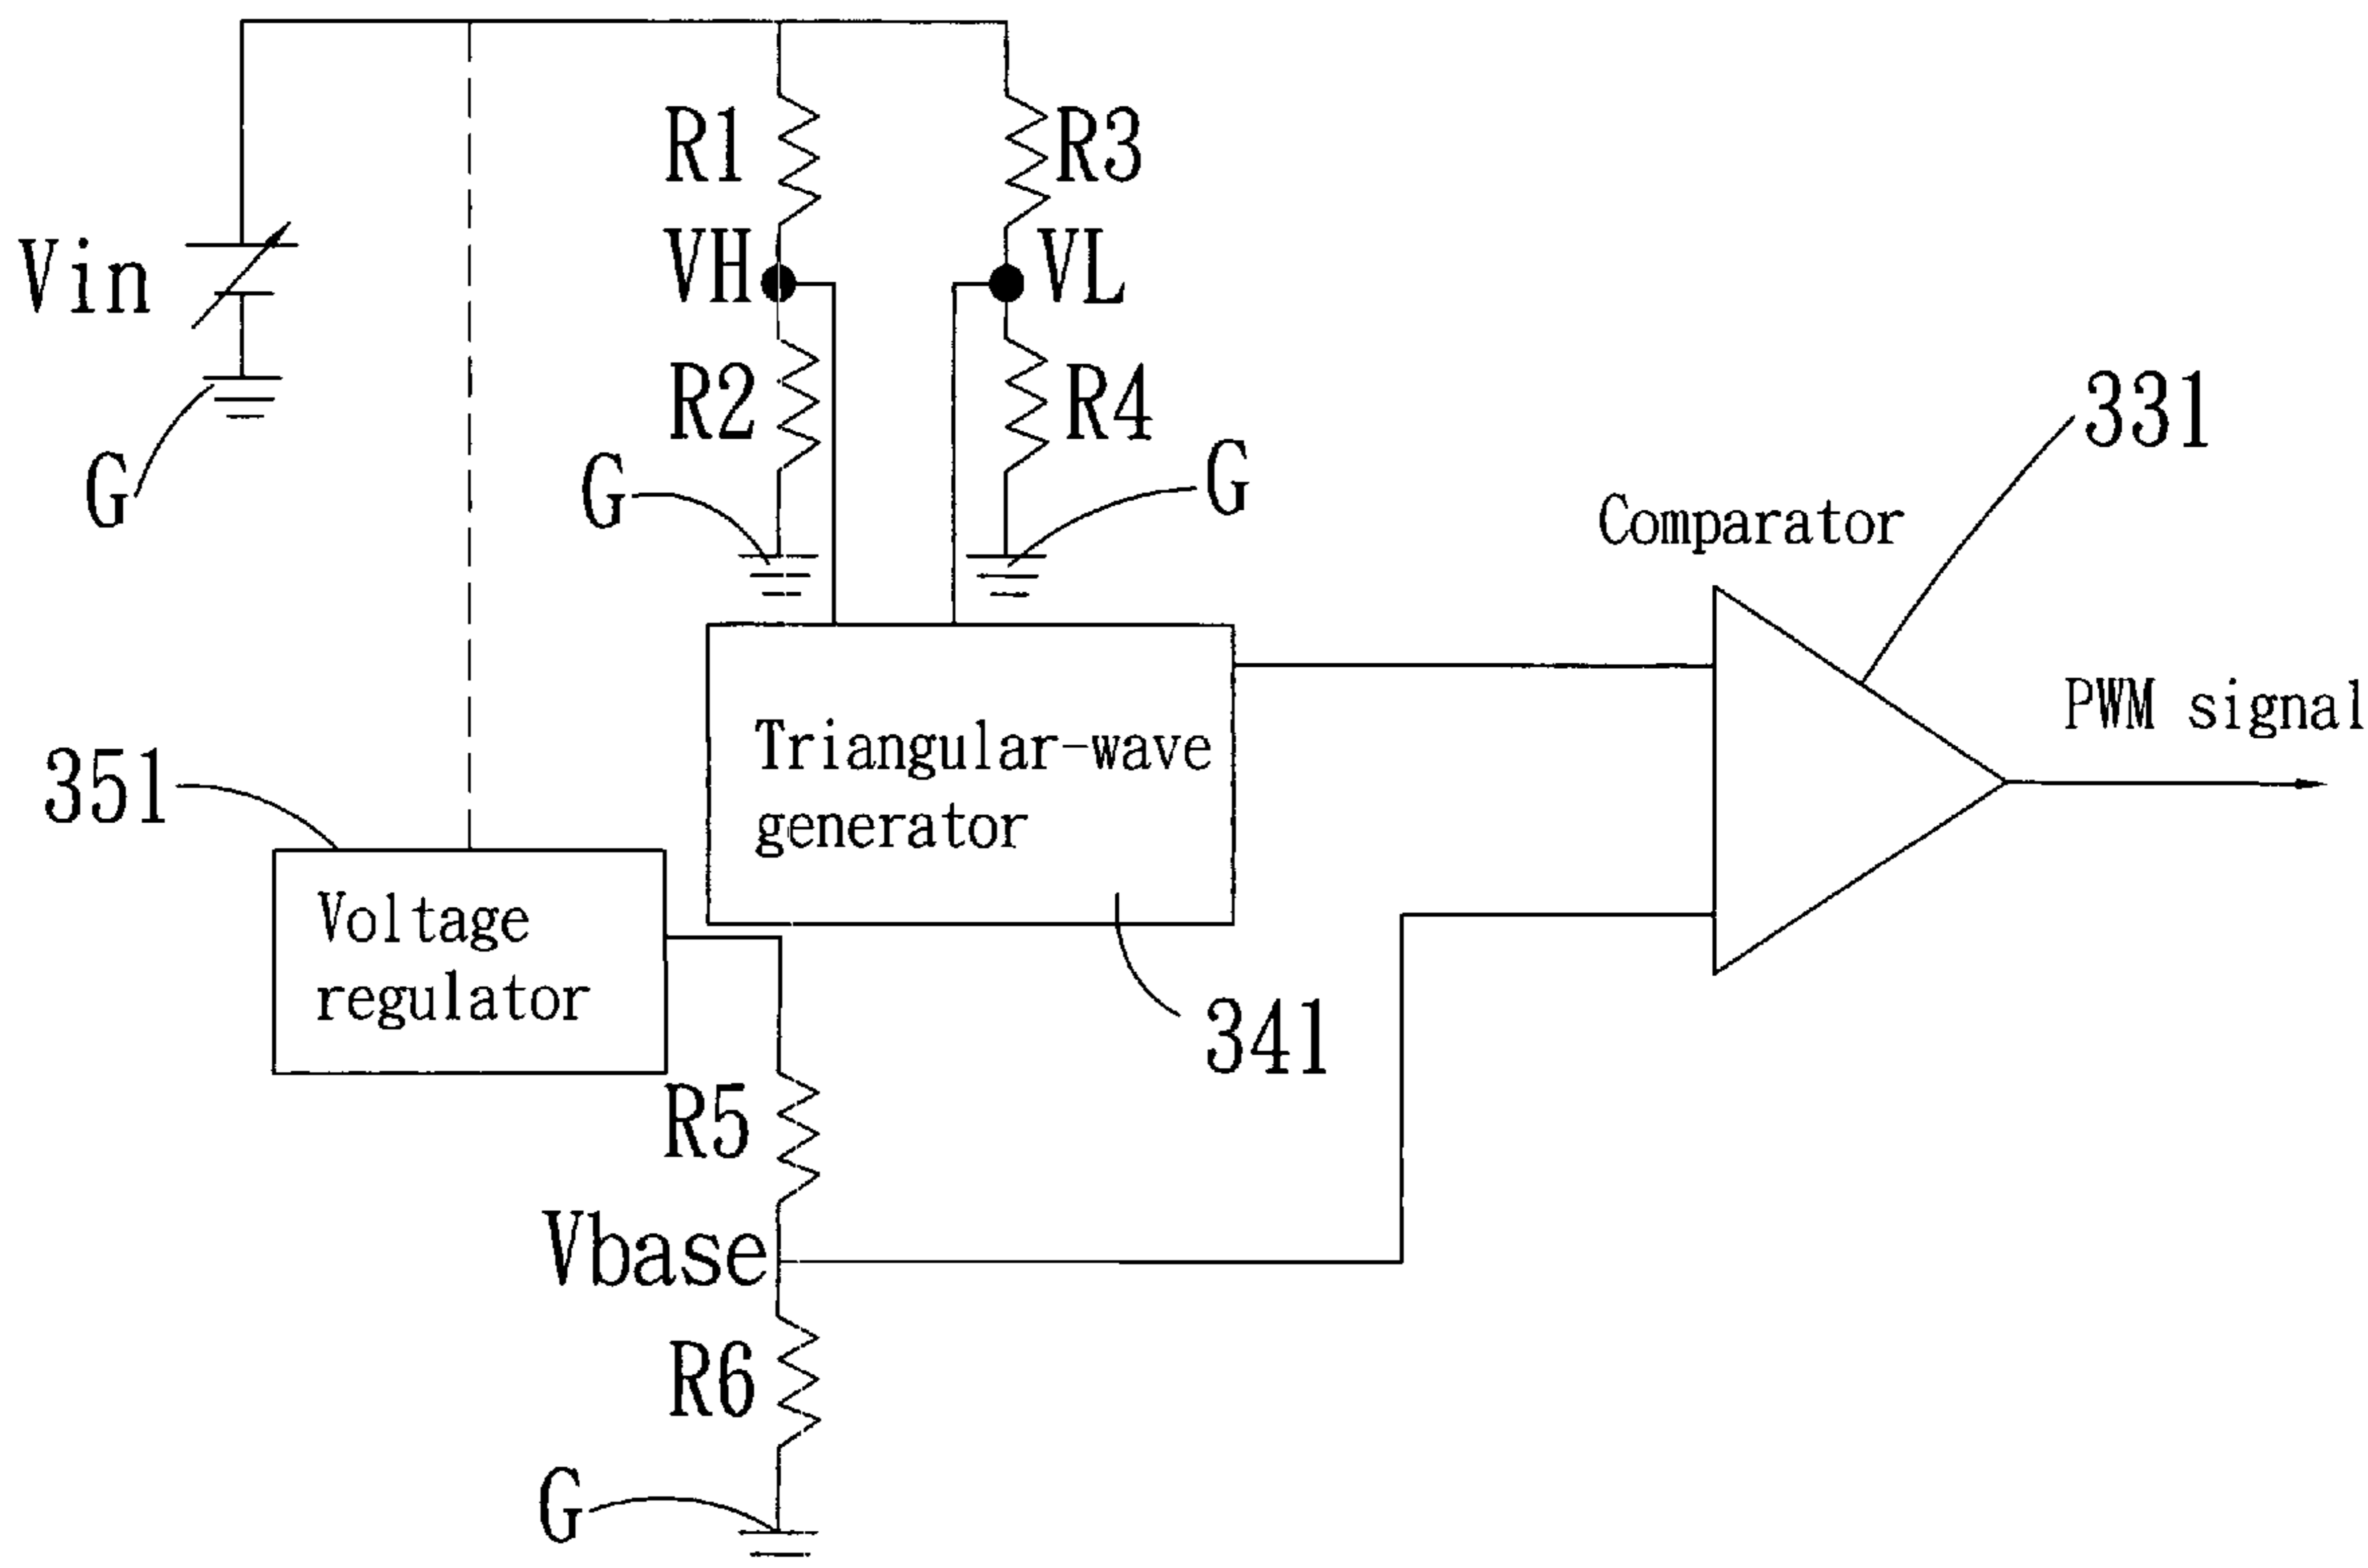 R1
R3
Vin
VH
VL
R2
R4
331
G
G
G
Comparator
PWM signal
351
Triangular-wave
generator
Voltage
regulator
341
R5
Vbase
R6
G